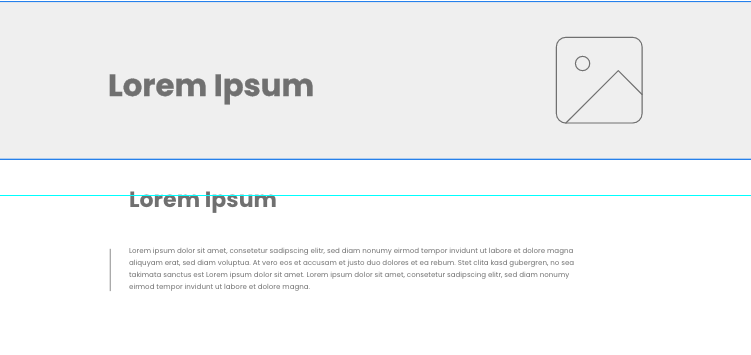 Lorem Ipsum
Lorem Ipsum
Lorem ipsum dolor sit amet, consetetur sadipscing elitr, sed diam nonumy eirmod tempor invidunt ut labore et dolore magna
aliquyam erat, sed diam voluptua. At vero eos et accusam et justo duo dolores et ea rebum. Stet clita kasd gubergren, no sea
takimata sanctus est Lorem ipsum dolor sit amet. Lorem ipsum dolor sit amet, consetetur sadipscing elitr, sed diam nonumy
eirmod tempor invidunt ut labore et dolore magna.